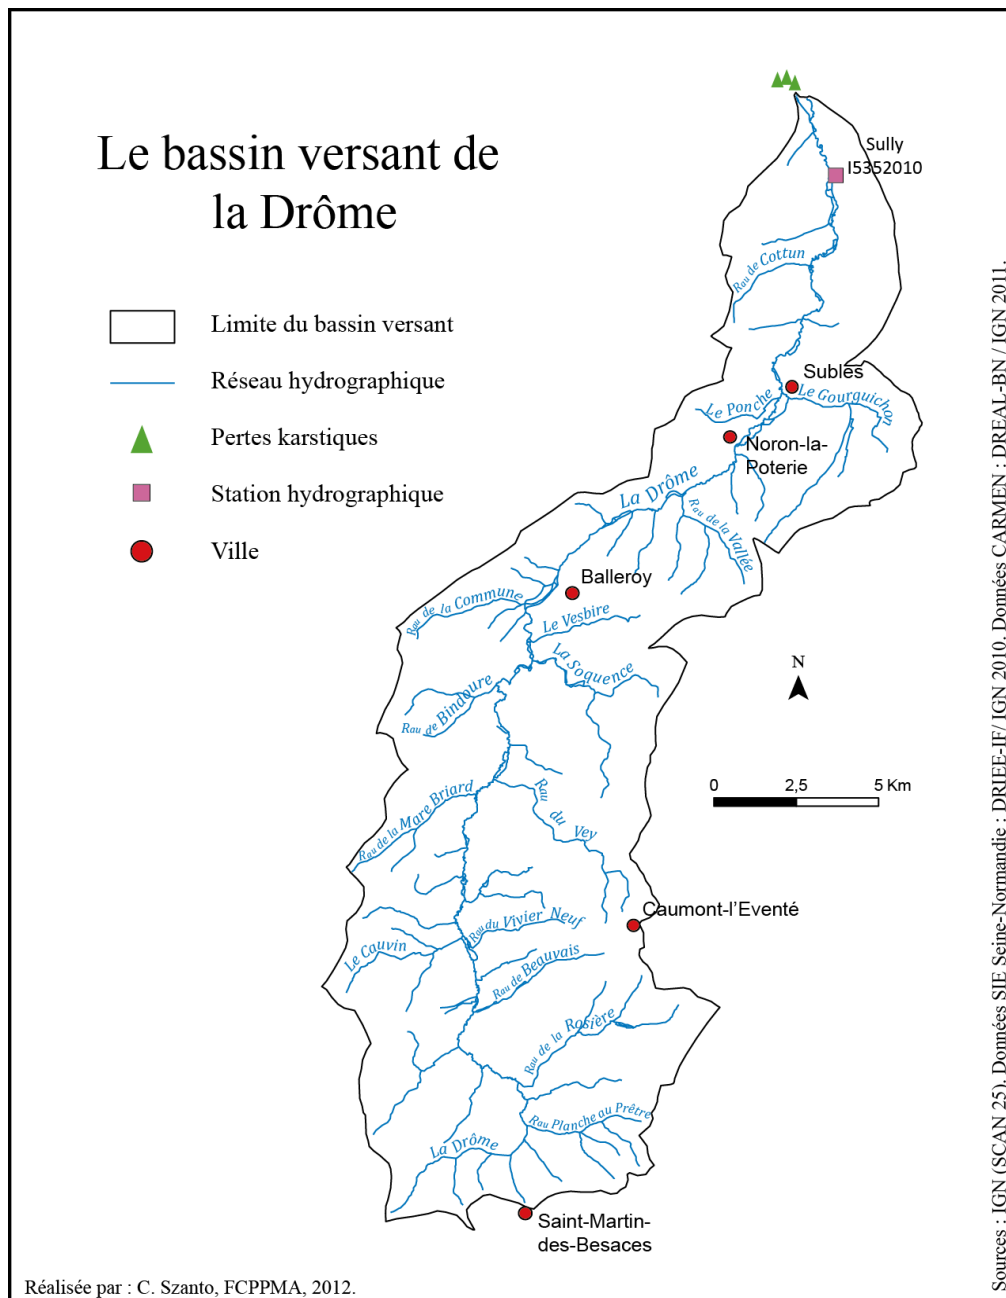 Le bassin versant de
la Drôme
Limite du bassin versant
Réseau hydrographique
Pertes karstiques
Station hydrographique
Ville
Sully
I5352010
Rau de Cottun
Subles
Le Ponche
Le Gourguichon
Noron-la-
Poterie
La Drôme
Rau de la Vallée
Balleroy
Rau de la Commune
Le Vesbire
La Soquence
Rau de Bindoure
N
0 2,5 5 Km
Rau de la Mare Briard
Rau du Vey
Caumont-l'Eventé
Rau du Vivier Neuf
Le Cauvin
Rau de Beauvais
Rau de la Rosière
Rau Planche au Prêtre
La Drôme
Saint-Martin-
des-Besaces
Réalisée par : C. Szanto, FCPPMA, 2012.
Sources : IGN (SCAN 25), Données SIE Seine-Normandie : DRIEE-IF/ IGN 2010, Données CARMEN : DREAL-BN / IGN 2011.